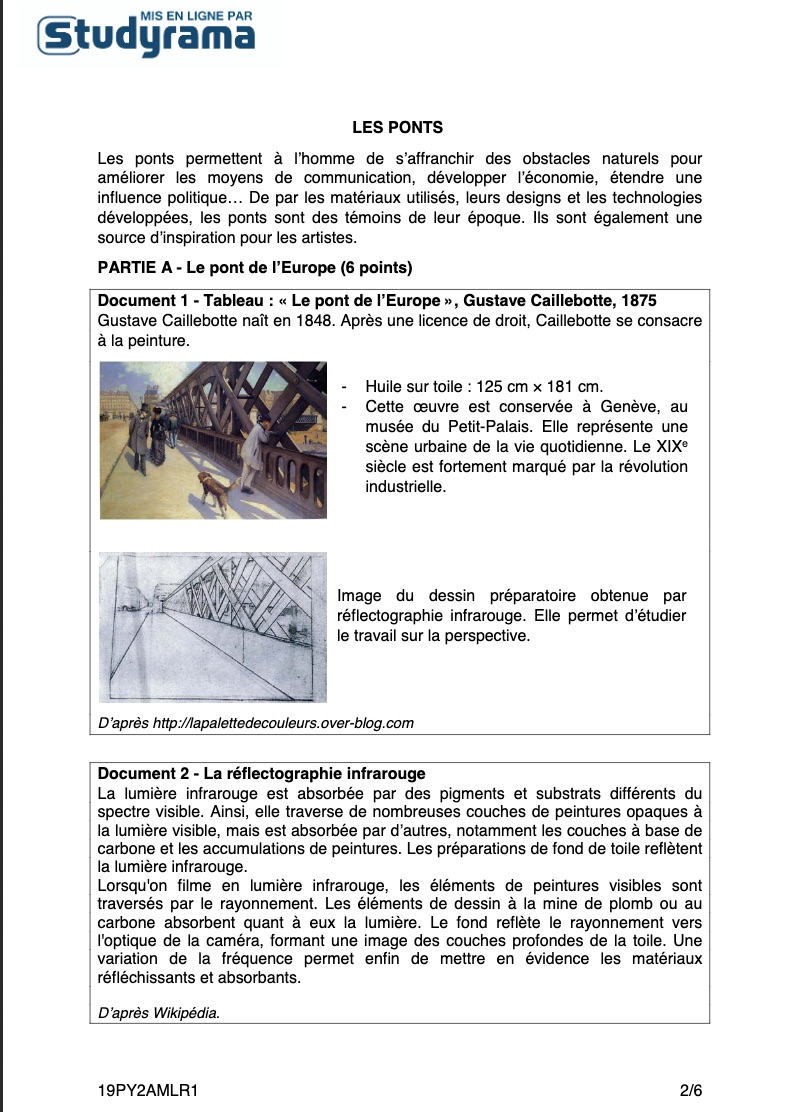 MIS EN LIGNE PAR
Studyrama
LES PONTS
Les ponts permettent à l'homme de s'affranchir des obstacles naturels pour
améliorer les moyens de communication, développer l'économie, étendre une
influence politique… De par les matériaux utilisés, leurs designs et les technologies
développées, les ponts sont des témoins de leur époque. Ils sont également une
source d'inspiration pour les artistes.
PARTIE A - Le pont de l'Europe (6 points)
Document 1 - Tableau : « Le pont de l'Europe », Gustave Caillebotte, 1875
Gustave Caillebotte naît en 1848. Après une licence de droit, Caillebotte se consacre
à la peinture.
- Huile sur toile : 125 cm × 181 cm.
- Cette œuvre est conservée à Genève, au
musée du Petit-Palais. Elle représente une
scène urbaine de la vie quotidienne. Le XIXᵉ
siècle est fortement marqué par la révolution
industrielle.
Image du dessin préparatoire obtenue par
réflectographie infrarouge. Elle permet d'étudier
le travail sur la perspective.
D'après http://lapalettedecouleurs.over-blog.com
Document 2 - La réflectographie infrarouge
La lumière infrarouge est absorbée par des pigments et substrats différents du
spectre visible. Ainsi, elle traverse de nombreuses couches de peintures opaques à
la lumière visible, mais est absorbée par d'autres, notamment les couches à base de
carbone et les accumulations de peintures. Les préparations de fond de toile reflètent
la lumière infrarouge.
Lorsqu'on filme en lumière infrarouge, les éléments de peintures visibles sont
traversés par le rayonnement. Les éléments de dessin à la mine de plomb ou au
carbone absorbent quant à eux la lumière. Le fond reflète le rayonnement vers
l'optique de la caméra, formant une image des couches profondes de la toile. Une
variation de la fréquence permet enfin de mettre en évidence les matériaux
réfléchissants et absorbants.
D'après Wikipédia.
19PY2AMLR1 2/6